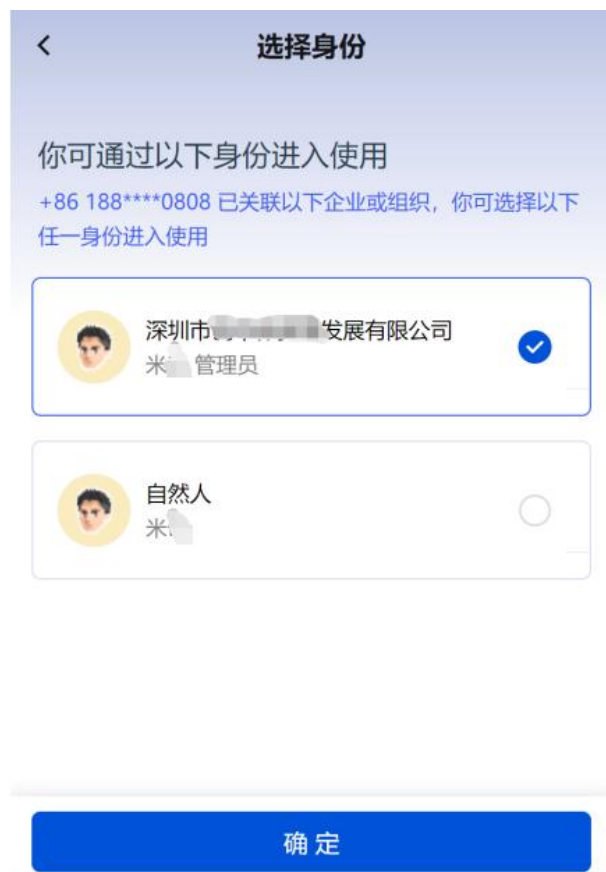 选择身份
你可通过以下身份进入使用
+86 188****0808 已关联以下企业或组织，你可选择以下
任一身份进入使用
深圳市 发展有限公司
米 管理员
自然人
米
确定